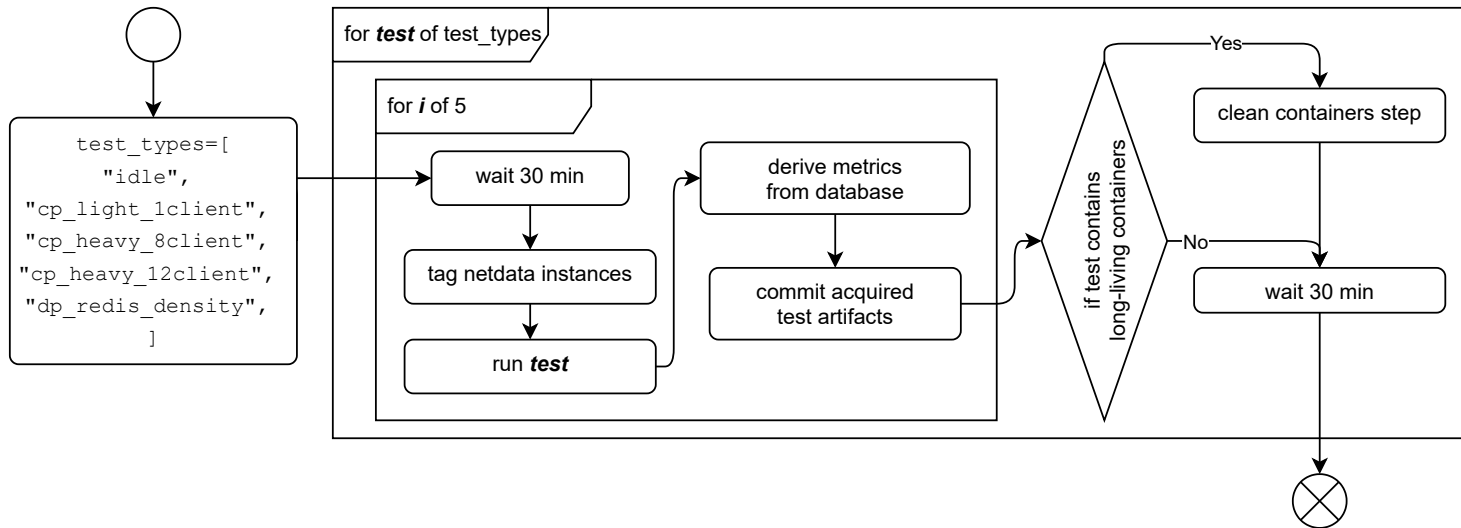 test_types=[
"idle",
"cp_light_1client",
"cp_heavy_8client",
"cp_heavy_12client",
"dp_redis_density",
]
for test of test_types
for i of 5
wait 30 min
tag netdata instances
run test
derive metrics
from database
commit acquired
test artifacts
if test contains
long-living containers
Yes
clean containers step
No
wait 30 min